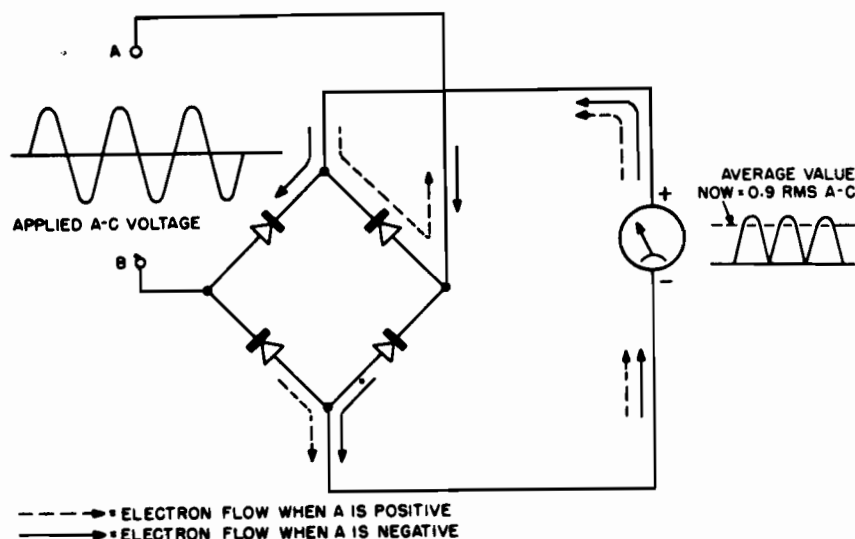 A
AVERAGE VALUE
NOW = 0.9 RMS A-C
+
APPLIED A-C VOLTAGE
B
-
= ELECTRON FLOW WHEN A IS POSITIVE
= ELECTRON FLOW WHEN A IS NEGATIVE